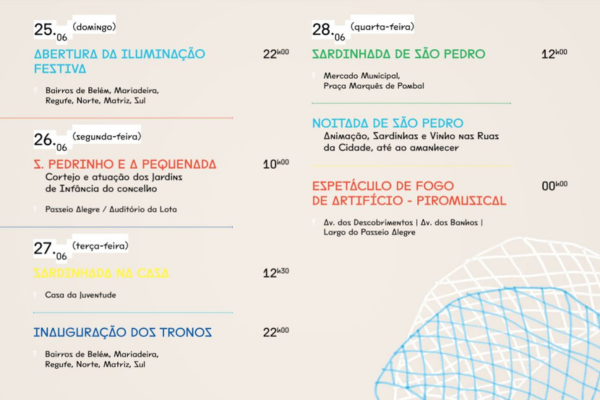 25.06 (domingo)
ABERTURA DA ILUMINAÇÃO
FESTIVA
22h00
Bairros de Belém, Mariadeira,
Regufe, Norte, Matriz, Sul
26.06 (segunda-feira)
S. PEDRINHO E A PEQUENADA
10h00
Cortejo e atuação dos Jardins
de Infância do concelho
Passeio Alegre / Auditório da Lota
27.06 (terça-feira)
SARDINHADA NA CASA
12h30
Casa da Juventude
INAUGURAÇÃO DOS TRONOS
22h00
Bairros de Belém, Mariadeira,
Regufe, Norte, Matriz, Sul
28.06 (quarta-feira)
SARDINHADA DE SÃO PEDRO
12h00
Mercado Municipal,
Praça Marquês de Pombal
NOITADA DE SÃO PEDRO
Animação, Sardinhas e Vinho nas Ruas
da Cidade, até ao amanhecer
ESPETÁCULO DE FOGO
DE ARTIFÍCIO - PIROMUSICAL
00h00
Av. dos Descobrimentos | Av. dos Banhos |
Largo do Passeio Alegre